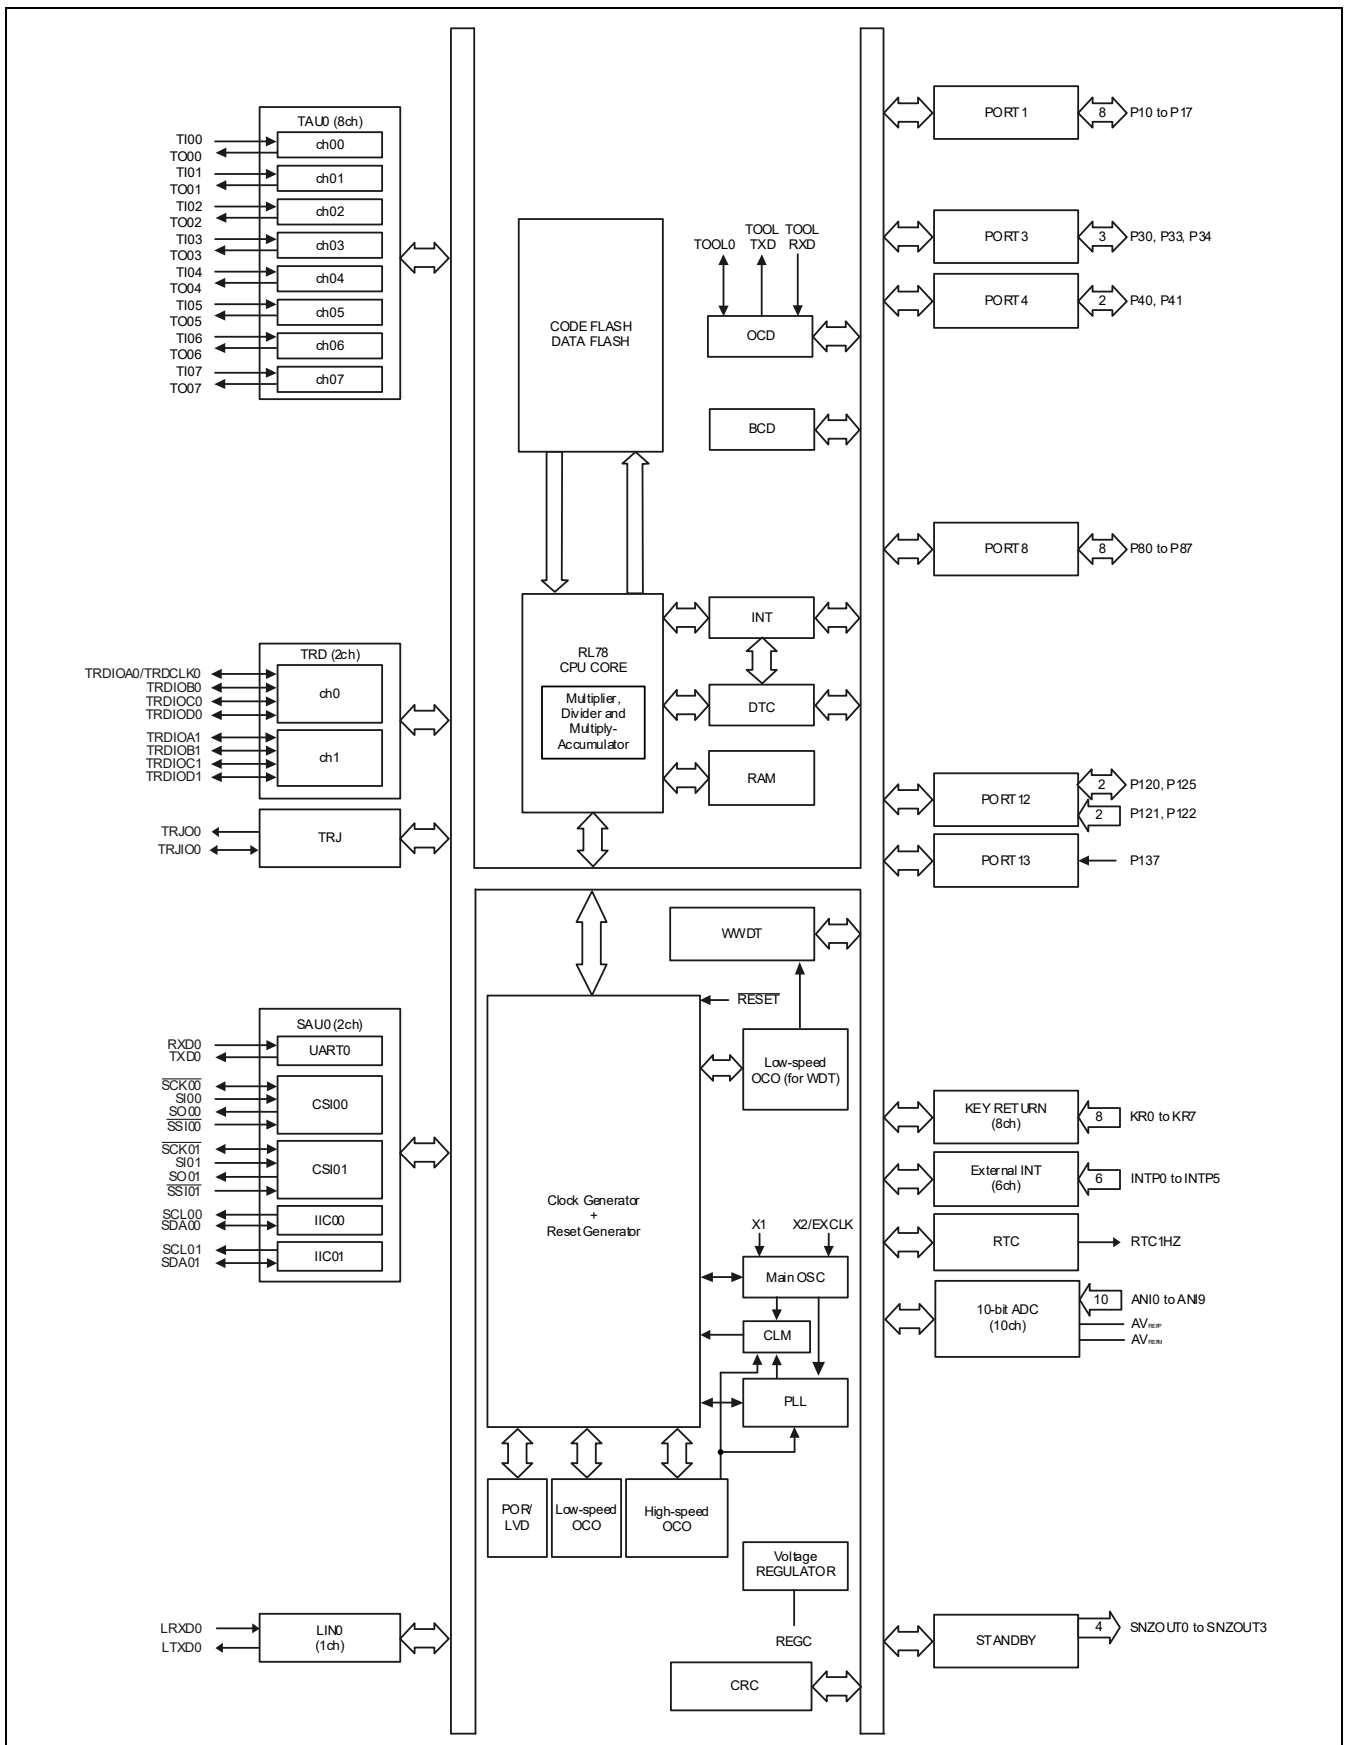 TAU0 (8ch)
TI00
TO00
ch00
TI01
TO01
ch01
TI02
TO02
ch02
TI03
TO03
ch03
TI04
TO04
ch04
TI05
TO05
ch05
TI06
TO06
ch06
TI07
TO07
ch07
TRD (2ch)
TRDIOA0/TRDCLK0
TRDIOB0
TRDIOC0
TRDIOD0
ch0
TRDIOA1
TRDIOB1
TRDIOC1
TRDIOD1
ch1
TRJO0
TRJIO0
TRJ
SAU0 (2ch)
RXD0
TXD0
UART0
SCK00
SI00
SO00
SSI00
CSI00
SCK01
SI01
SO01
SSI01
CSI01
SCL00
SDA00
IIC00
SCL01
SDA01
IIC01
LRXD0
LTXD0
LIN0
(1ch)
CODE FLASH
DATA FLASH
TOOL0
TOOL
TXD
TOOL
RXD
OCD
BCD
RL78
CPU CORE
Multiplier,
Divider and
Multiply-
Accumulator
INT
DTC
RAM
WWDT
RESET
Low-speed
OCO (for WDT)
Clock Generator
+
Reset Generator
X1
X2/EXCLK
Main OSC
CLM
PLL
POR/
LVD
Low-speed
OCO
High-speed
OCO
Voltage
REGULATOR
REGC
CRC
PORT 1
8
P10 to P17
PORT 3
3
P30, P33, P34
PORT 4
2
P40, P41
PORT 8
8
P80 to P87
PORT 12
2
P120, P125
2
P121, P122
PORT 13
P137
KEY RETURN
(8ch)
8
KR0 to KR7
External INT
(6ch)
6
INTP0 to INTP5
RTC
RTC1HZ
10-bit ADC
(10ch)
10
ANI0 to ANI9
AVREFP
AVREFM
STANDBY
4
SNZOUT0 to SNZOUT3